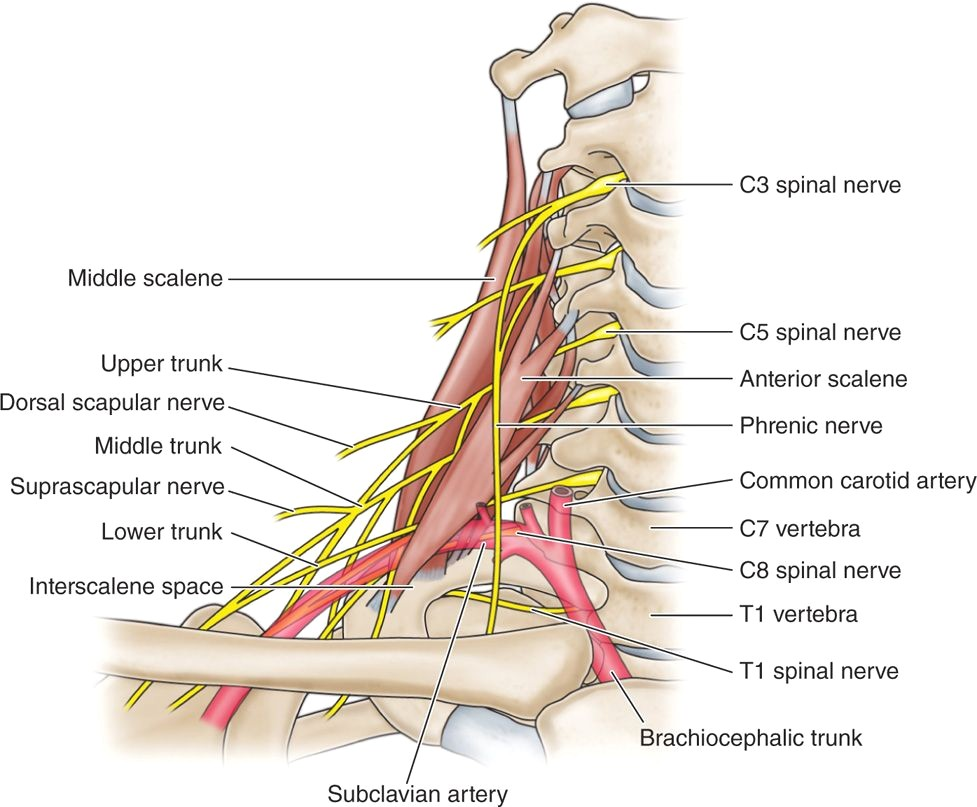 C3 spinal nerve
Middle scalene
C5 spinal nerve
Upper trunk
Anterior scalene
Dorsal scapular nerve
Phrenic nerve
Middle trunk
Common carotid artery
Suprascapular nerve
C7 vertebra
Lower trunk
C8 spinal nerve
Interscalene space
T1 vertebra
T1 spinal nerve
Brachiocephalic trunk
Subclavian artery